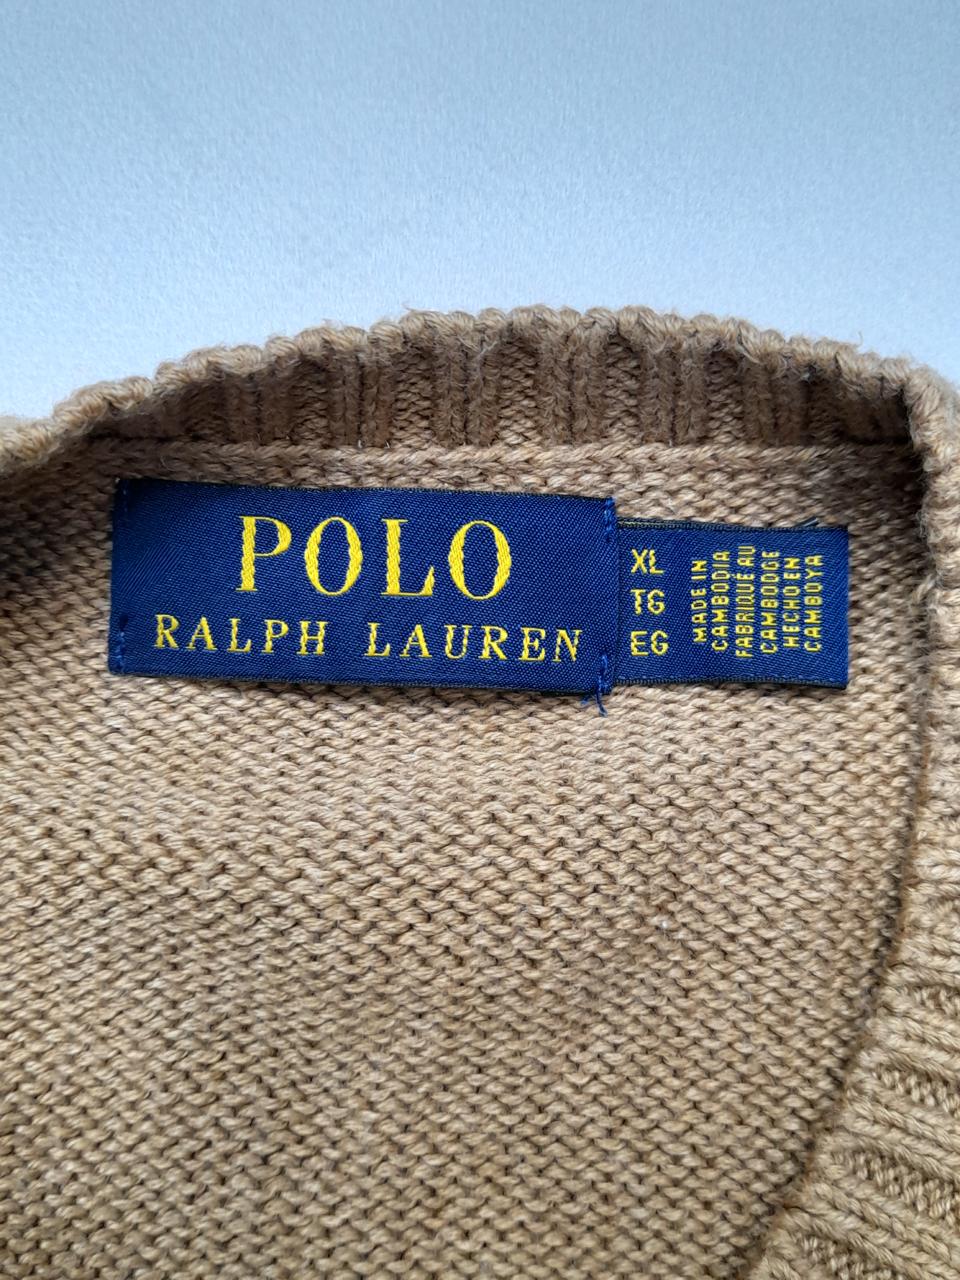 POLO
RALPH LAUREN
XL
TG
EG
MADE IN
CAMBODIA
FABRIQUÉ AU
CAMBODGE
HECHO EN
CAMBOYA